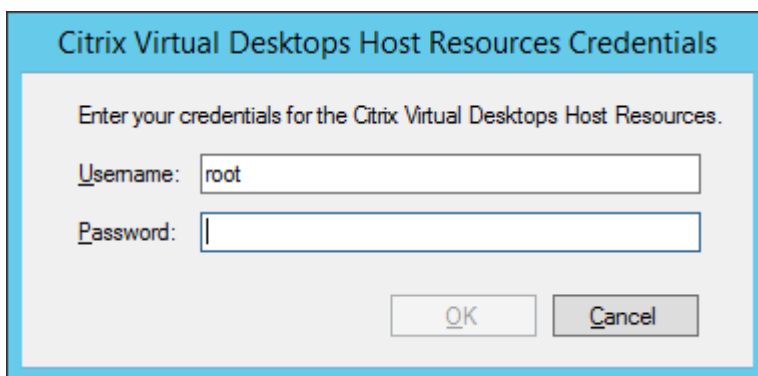 Citrix Virtual Desktops Host Resources Credentials
Enter your credentials for the Citrix Virtual Desktops Host Resources.
Username: root
Password:
OK Cancel